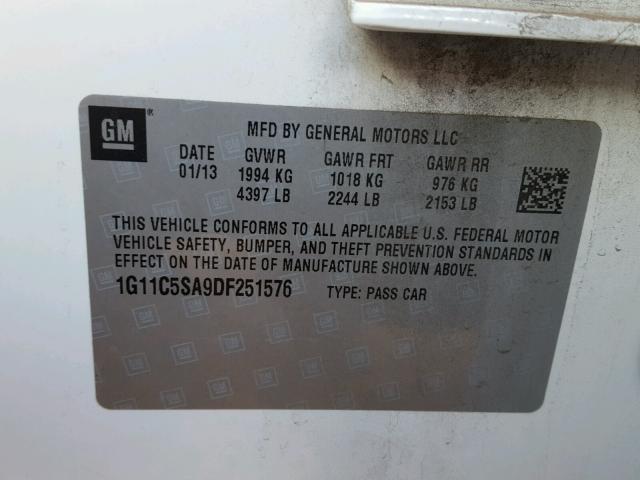 GM
MFD BY GENERAL MOTORS LLC
DATE GVWR GAWR FRT GAWR RR
01/13 1994 KG 1018 KG 976 KG
4397 LB 2244 LB 2153 LB
THIS VEHICLE CONFORMS TO ALL APPLICABLE U.S. FEDERAL MOTOR
VEHICLE SAFETY, BUMPER, AND THEFT PREVENTION STANDARDS IN
EFFECT ON THE DATE OF MANUFACTURE SHOWN ABOVE.
1G11C5SA9DF251576 TYPE: PASS CAR